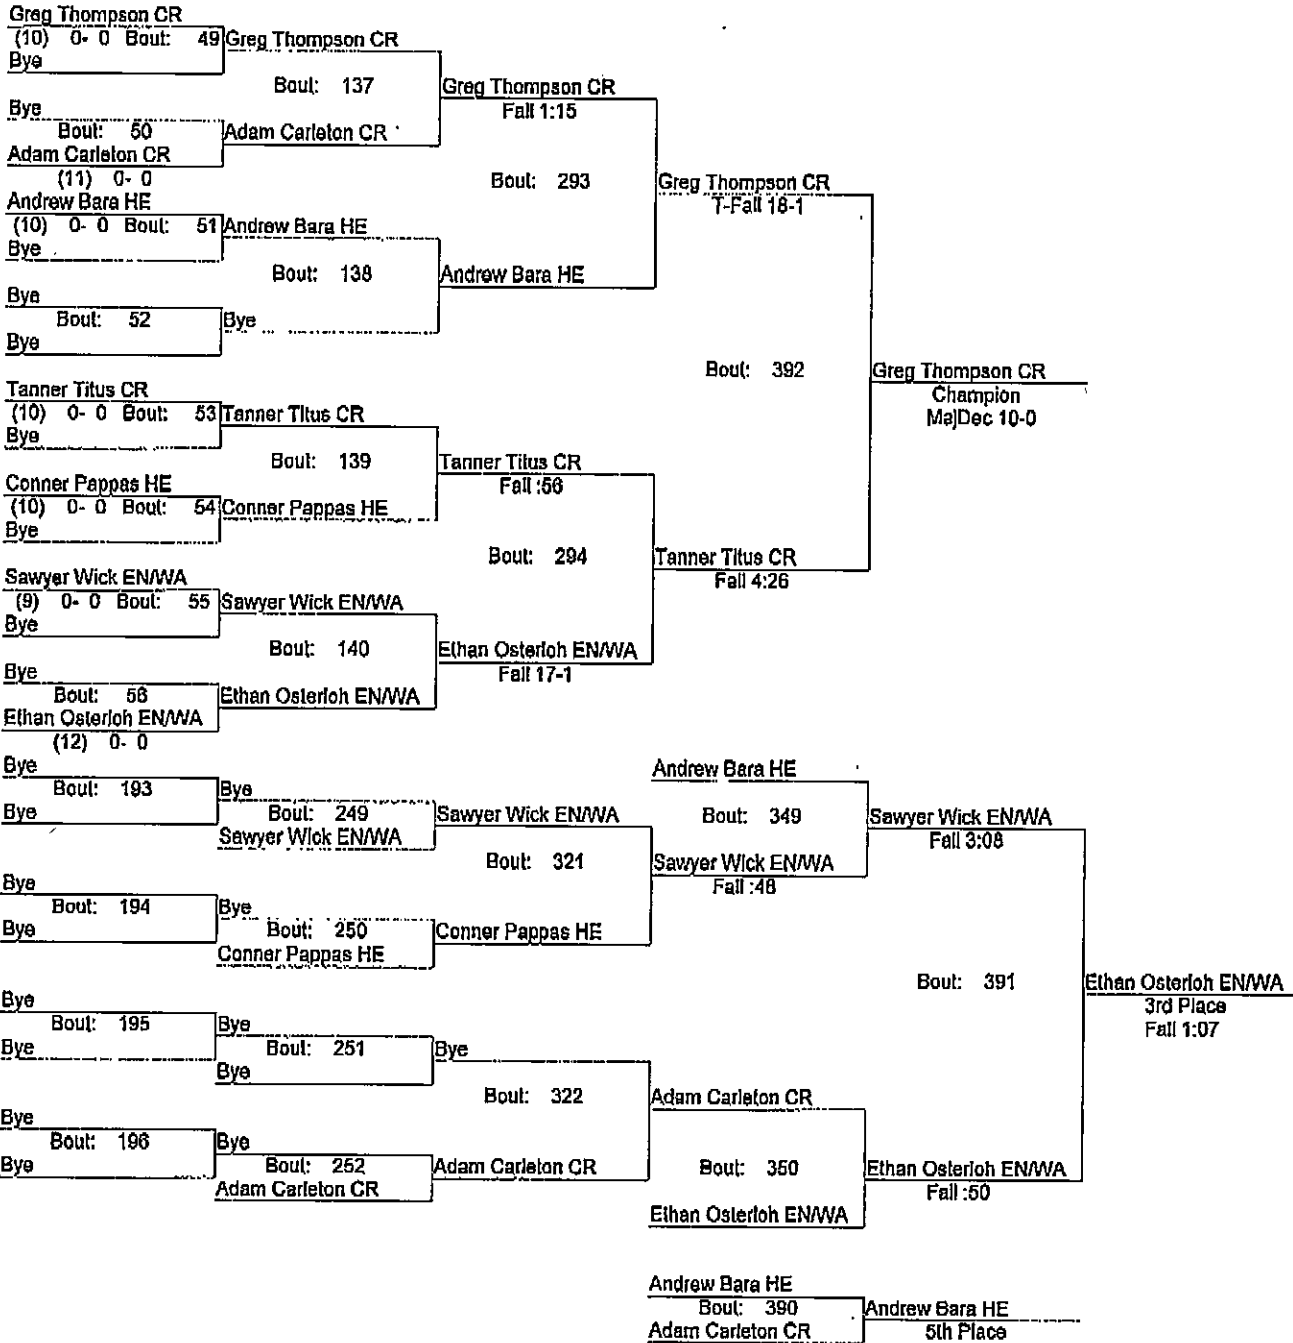 Greg Thompson CR
(10) 0- 0 Bout: 49 Greg Thompson CR
Bye
Bout: 137 Greg Thompson CR
Fall 1:15
Bye
Bout: 50 Adam Carleton CR
Adam Carleton CR
(11) 0- 0
Bout: 293 Greg Thompson CR
T-Fall 18-1
Andrew Bara HE
(10) 0- 0 Bout: 51 Andrew Bara HE
Bye
Bout: 138 Andrew Bara HE
Bye
Bout: 52 Bye
Bye
Bout: 392 Greg Thompson CR
Champion
MajDec 10-0
Tanner Titus CR
(10) 0- 0 Bout: 53 Tanner Titus CR
Bye
Bout: 139 Tanner Titus CR
Fall :56
Conner Pappas HE
(10) 0- 0 Bout: 54 Conner Pappas HE
Bye
Bout: 294 Tanner Titus CR
Fall 4:26
Sawyer Wick EN/WA
(9) 0- 0 Bout: 55 Sawyer Wick EN/WA
Bye
Bout: 140 Ethan Osterloh EN/WA
Fall 17-1
Bye
Bout: 56 Ethan Osterloh EN/WA
Ethan Osterloh EN/WA
(12) 0- 0
Bye
Bout: 193 Bye
Bye
Bout: 249 Sawyer Wick EN/WA
Sawyer Wick EN/WA
Andrew Bara HE
Bout: 349 Sawyer Wick EN/WA
Fall 3:08
Bout: 321 Sawyer Wick EN/WA
Fall :48
Bye
Bout: 194 Bye
Bye
Bout: 250 Conner Pappas HE
Conner Pappas HE
Bout: 391 Ethan Osterloh EN/WA
3rd Place
Fall 1:07
Bye
Bout: 195 Bye
Bye
Bout: 251 Bye
Bye
Bout: 322 Adam Carleton CR
Bye
Bout: 196 Bye
Bye
Bout: 252 Adam Carleton CR
Adam Carleton CR
Bout: 350 Ethan Osterloh EN/WA
Fall :50
Ethan Osterloh EN/WA
Andrew Bara HE
Bout: 390 Andrew Bara HE
Adam Carleton CR 5th Place